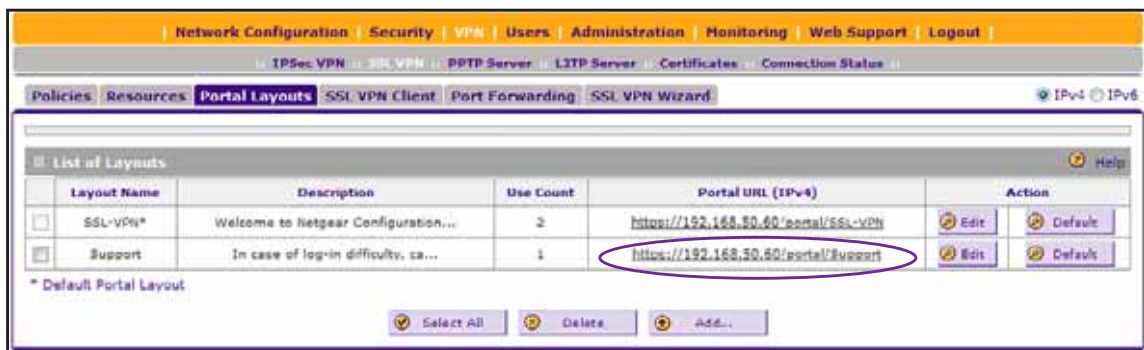 Network Configuration | Security | VPN | Users | Administration | Monitoring | Web Support | Logout |
IPSec VPN :: SSL VPN :: PPTP Server :: L2TP Server :: Certificates :: Connection Status
Policies Resources Portal Layouts SSL VPN Client Port Forwarding SSL VPN Wizard IPv4 IPv6
List of Layouts Help
Layout Name Description Use Count Portal URL (IPv4) Action
SSL-VPN* Welcome to Netgear Configuration... 2 https://192.168.50.60/portal/SSL-VPN Edit Default
Support In case of log-in difficulty, ca... 1 https://192.168.50.60/portal/Support Edit Default
* Default Portal Layout
Select All Delete Add...